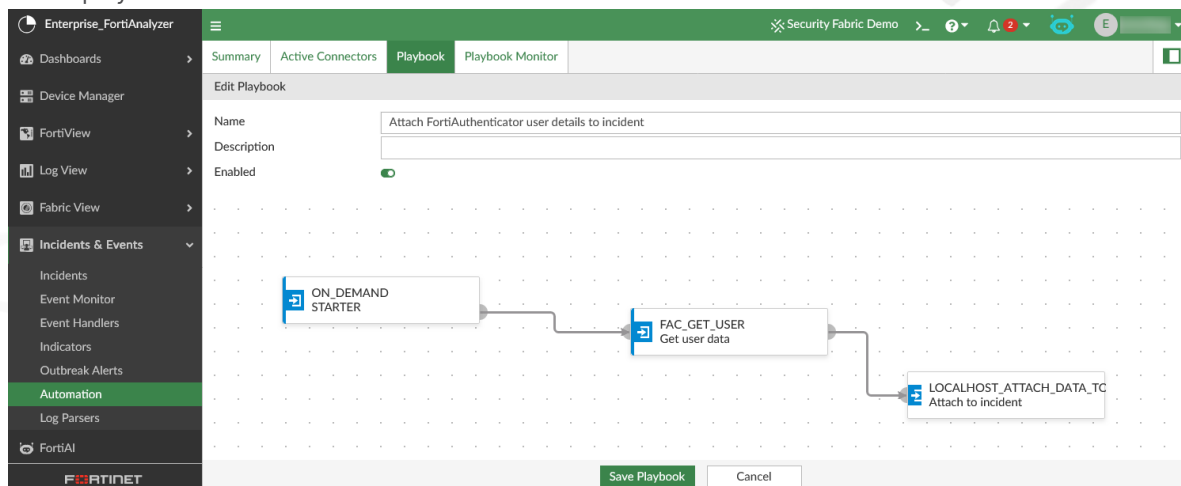 Enterprise_FortiAnalyzer
Security Fabric Demo
>_
?
2
E
Dashboards
Device Manager
FortiView
Log View
Fabric View
Incidents & Events
Incidents
Event Monitor
Event Handlers
Indicators
Outbreak Alerts
Automation
Log Parsers
FortiAI
FORTINET
Summary
Active Connectors
Playbook
Playbook Monitor
Edit Playbook
Name
Attach FortiAuthenticator user details to incident
Description
Enabled
ON_DEMAND
STARTER
FAC_GET_USER
Get user data
LOCALHOST_ATTACH_DATA_TO
Attach to incident
Save Playbook
Cancel